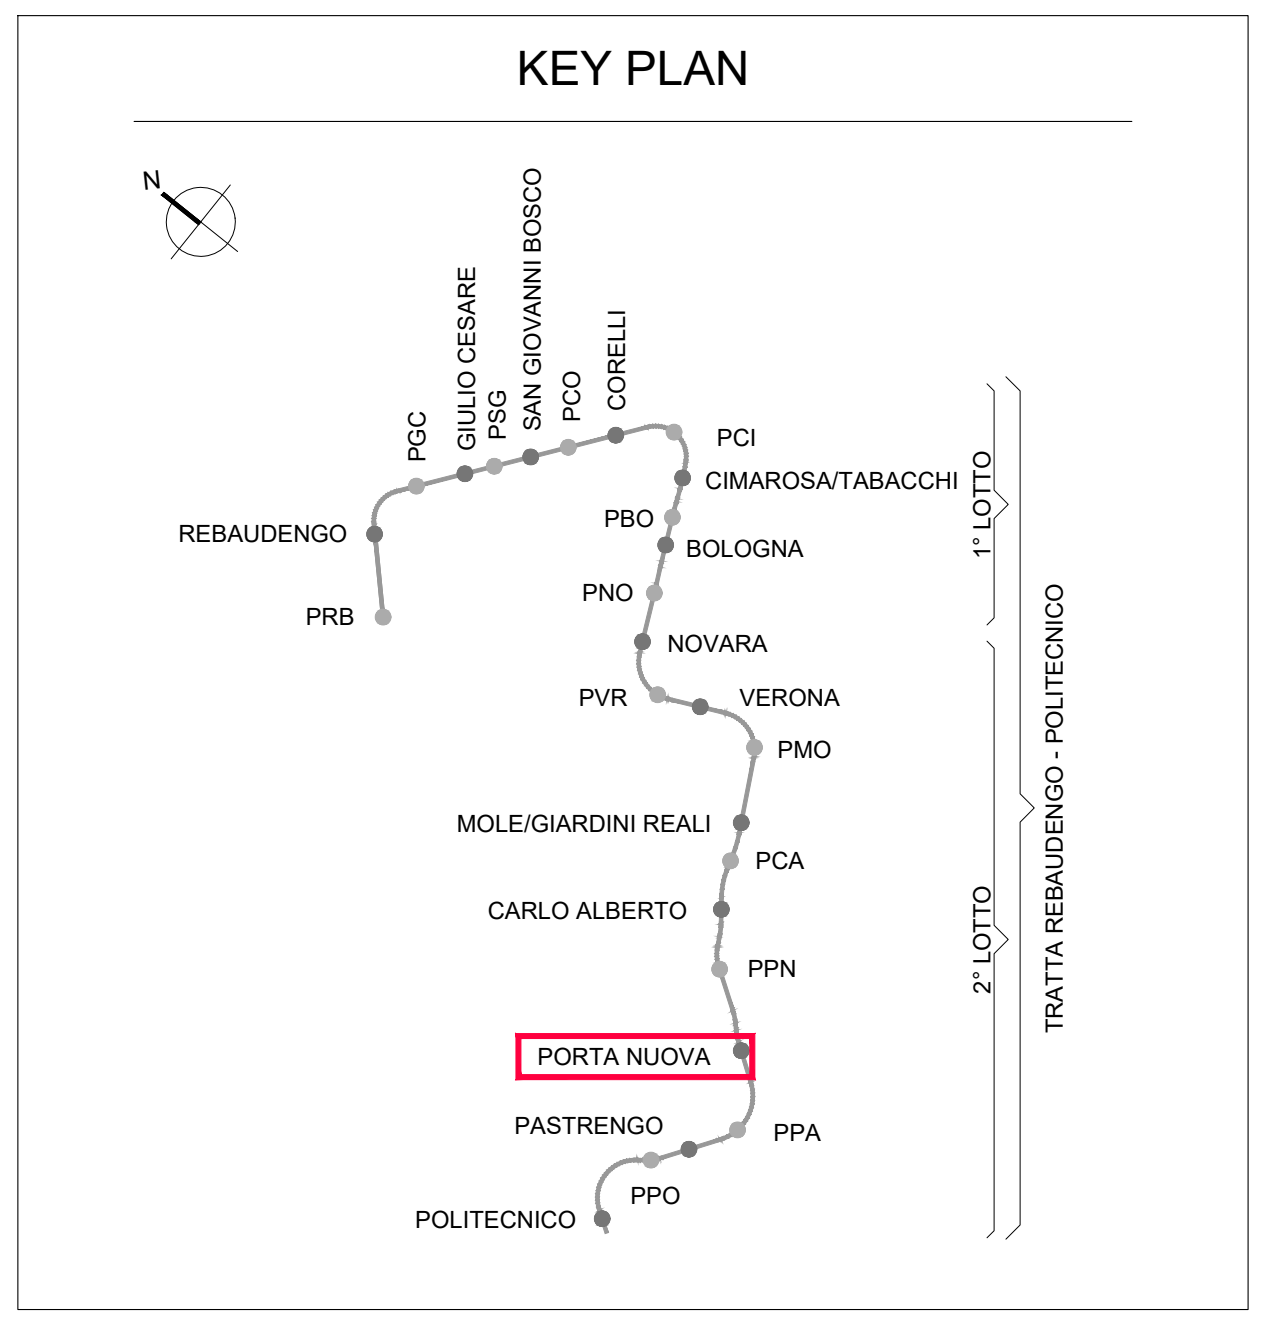 KEY PLAN
N
SAN GIOVANNI BOSCO
GIULIO CESARE
CORELLI
PCO
PSG
PGC
PCI
CIMAROSA/TABACCHI
PBO
REBAUDENGO
BOLOGNA
1° LOTTO
PNO
PRB
NOVARA
PVR
VERONA
PMO
TRATTA REBAUDENGO - POLITECNICO
MOLE/GIARDINI REALI
PCA
CARLO ALBERTO
2° LOTTO
PPN
PORTA NUOVA
PASTRENGO
PPA
PPO
POLITECNICO